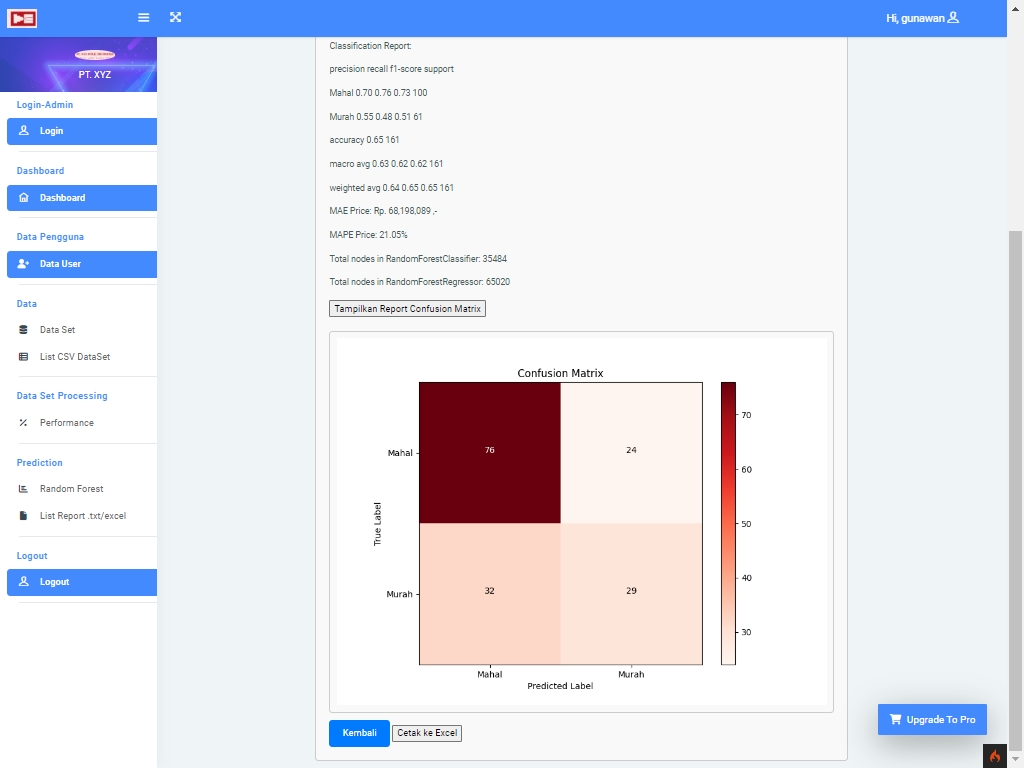 Hi, gunawan
PT. XYZ
Login-Admin
Login
Dashboard
Dashboard
Data Pengguna
Data User
Data
Data Set
List CSV DataSet
Data Set Processing
Performance
Prediction
Random Forest
List Report .txt/excel
Logout
Logout
Classification Report:
precision recall f1-score support
Mahal 0.70 0.76 0.73 100
Murah 0.55 0.48 0.51 61
accuracy 0.65 161
macro avg 0.63 0.62 0.62 161
weighted avg 0.64 0.65 0.65 161
MAE Price: Rp. 68,198,089 ,-
MAPE Price: 21.05%
Total nodes in RandomForestClassifier: 35484
Total nodes in RandomForestRegressor: 65020
Tampilkan Report Confusion Matrix
Confusion Matrix
True Label
Mahal
76
24
Murah
32
29
Mahal
Murah
Predicted Label
70
60
50
40
30
Kembali
Cetak ke Excel
Upgrade To Pro